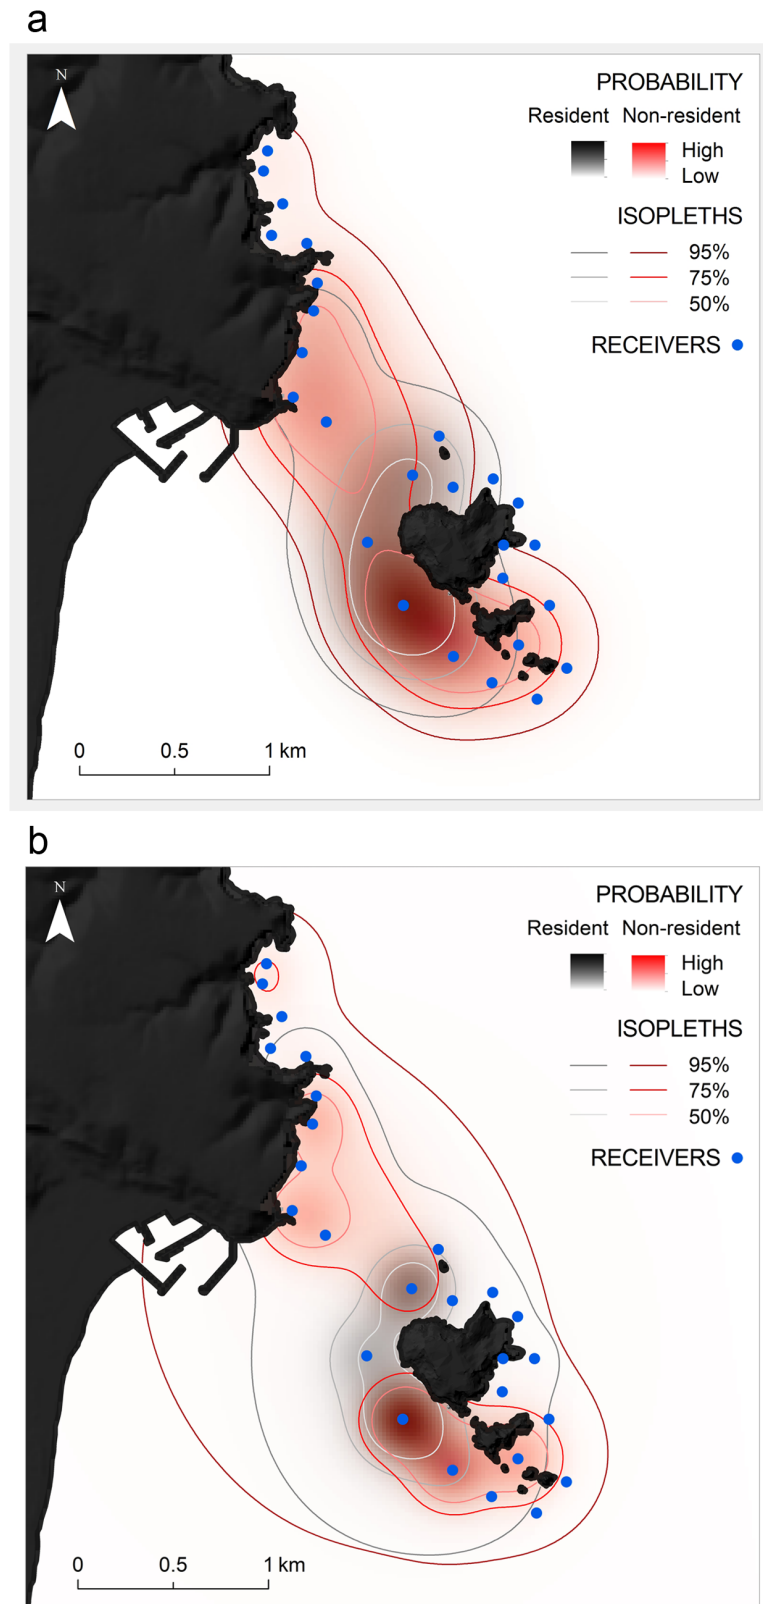 a
N
PROBABILITY
Resident Non-resident
High
Low
ISOPLETHS
95%
75%
50%
RECEIVERS
0 0.5 1 km
b
N
PROBABILITY
Resident Non-resident
High
Low
ISOPLETHS
95%
75%
50%
RECEIVERS
0 0.5 1 km